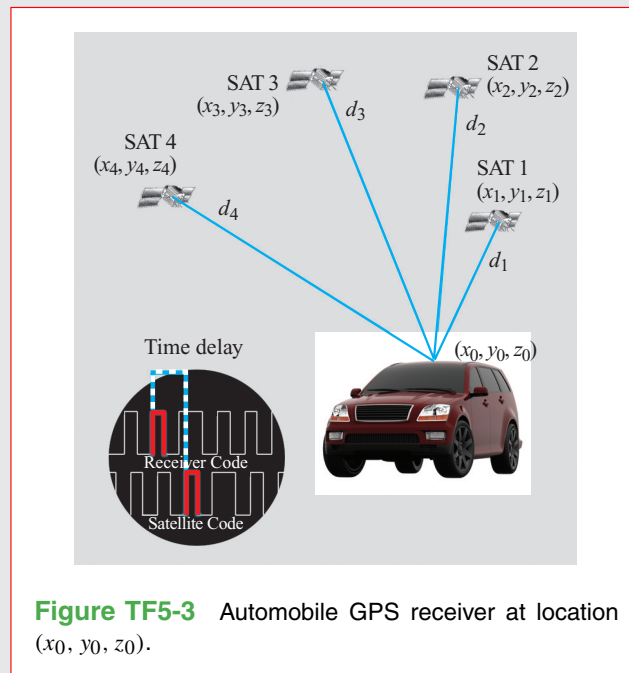 SAT 3
(x₃, y₃, z₃)
d₃
SAT 2
(x₂, y₂, z₂)
d₂
SAT 4
(x₄, y₄, z₄)
d₄
SAT 1
(x₁, y₁, z₁)
d₁
Time delay
(x₀, y₀, z₀)
Receiver Code
Satellite Code
Figure TF5-3 Automobile GPS receiver at location
(x₀, y₀, z₀).